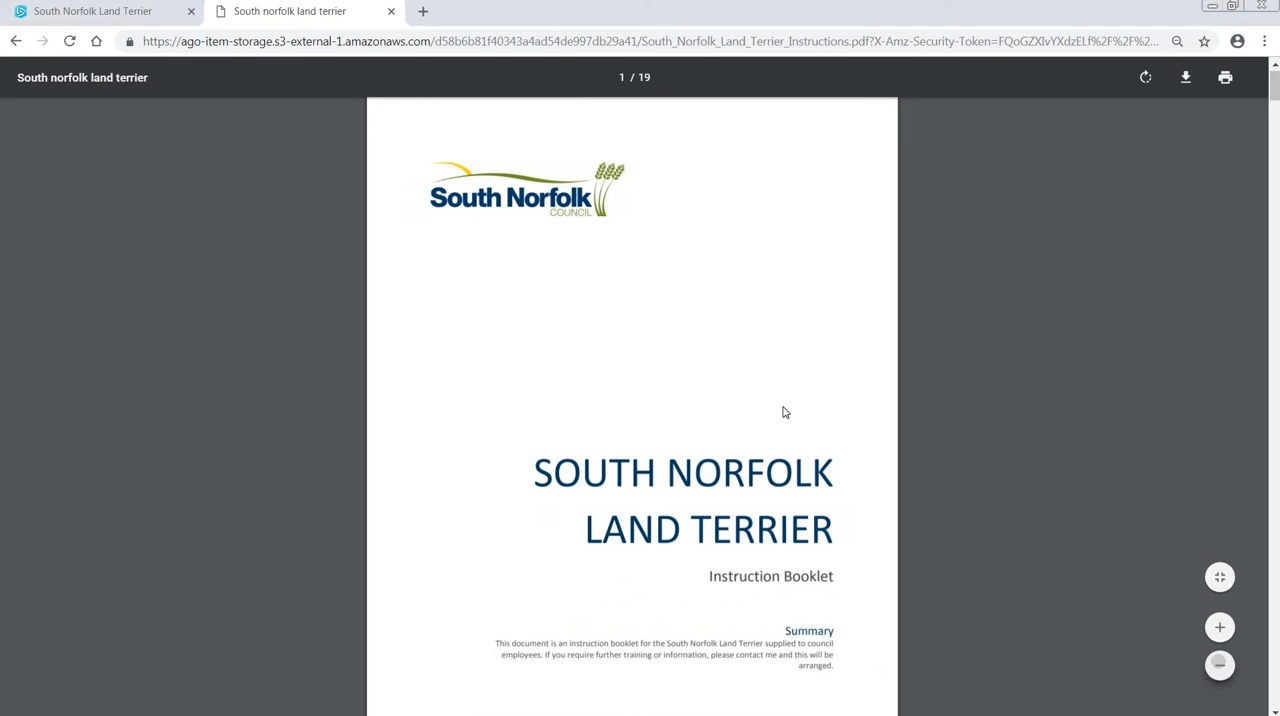 South Norfolk Land Terrier
South norfolk land terrier
https://ago-item-storage.s3-external-1.amazonaws.com/d58b6b81f40343a4ad54de997db29a41/South_Norfolk_Land_Terrier_Instructions.pdf?X-Amz-Security-Token=FQoGZXIvYXdzELf%2F%2F%2...
South norfolk land terrier
1 / 19
South Norfolk
COUNCIL
SOUTH NORFOLK
LAND TERRIER
Instruction Booklet
Summary
This document is an instruction booklet for the South Norfolk Land Terrier supplied to council
employees. If you require further training or information, please contact me and this will be
arranged.